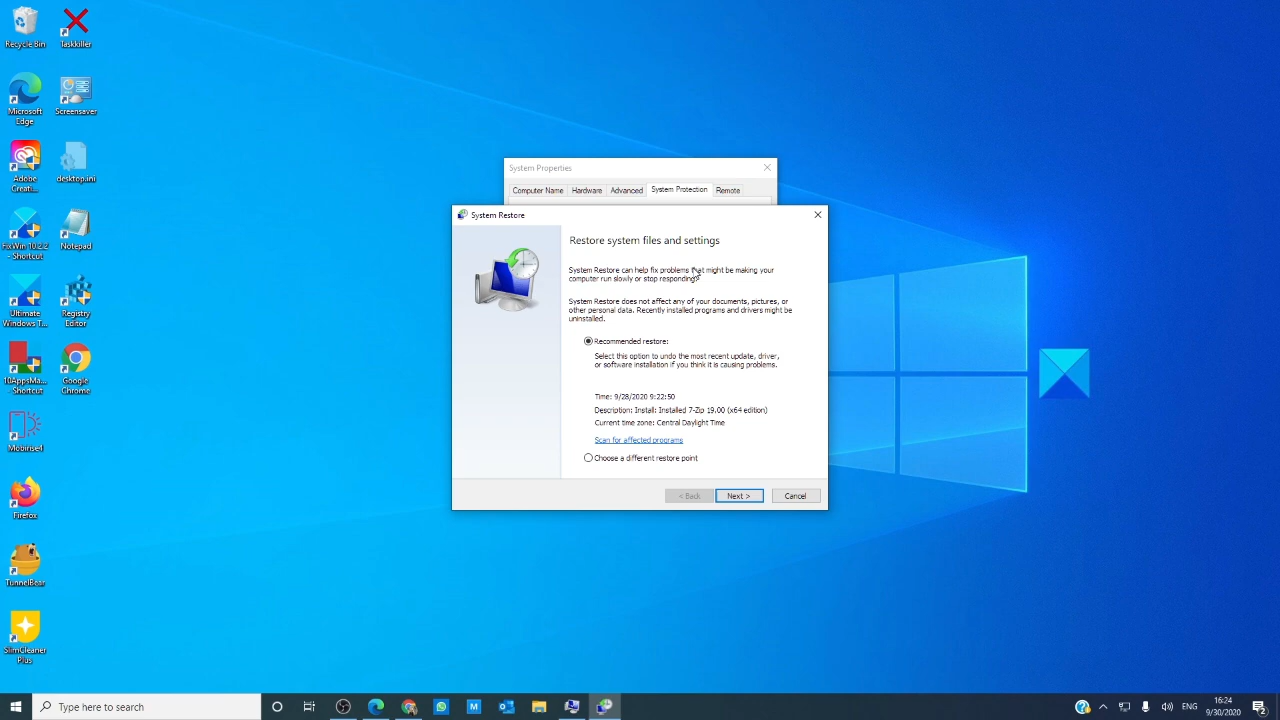 Recycle Bin
Taskkiller
Microsoft
Edge
Screensaver
Adobe
Creati...
desktop.ini
FixWin 10.2.2
- Shortcut
Notepad
Ultimate
Windows T...
Registry
Editor
10AppsMa...
- Shortcut
Google
Chrome
Mobirise4
Firefox
TunnelBear
SlimCleaner
Plus
System Properties
Computer Name
Hardware
Advanced
System Protection
Remote
System Restore
Restore system files and settings
System Restore can help fix problems that might be making your
computer run slowly or stop responding.
System Restore does not affect any of your documents, pictures, or
other personal data. Recently installed programs and drivers might be
uninstalled.
Recommended restore:
Select this option to undo the most recent update, driver,
or software installation if you think it is causing problems.
Time: 9/28/2020 9:22:50
Description: Install: Installed 7-Zip 19.00 (x64 edition)
Current time zone: Central Daylight Time
Scan for affected programs
Choose a different restore point
< Back
Next >
Cancel
Type here to search
M
ENG
16:24
9/30/2020
2